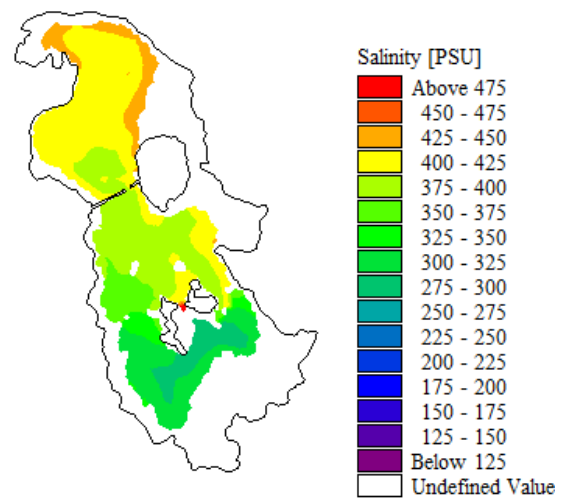 Salinity [PSU]
Above 475
450 - 475
425 - 450
400 - 425
375 - 400
350 - 375
325 - 350
300 - 325
275 - 300
250 - 275
225 - 250
200 - 225
175 - 200
150 - 175
125 - 150
Below 125
Undefined Value